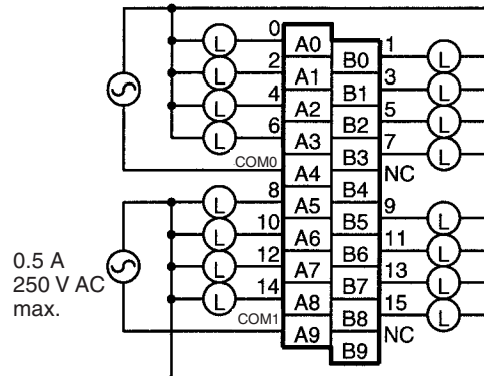 0 A0 B0 1
L L
2 A1 B1 3
L L
4 A2 B2 5
L L
6 A3 B3 7
L L
COM0 A4 B4 NC
8 A5 B5 9
L L
10 A6 B6 11
L L
12 A7 B7 13
L L
14 A8 B8 15
L L
COM1 A9 B9 NC
0.5 A
250 V AC
max.